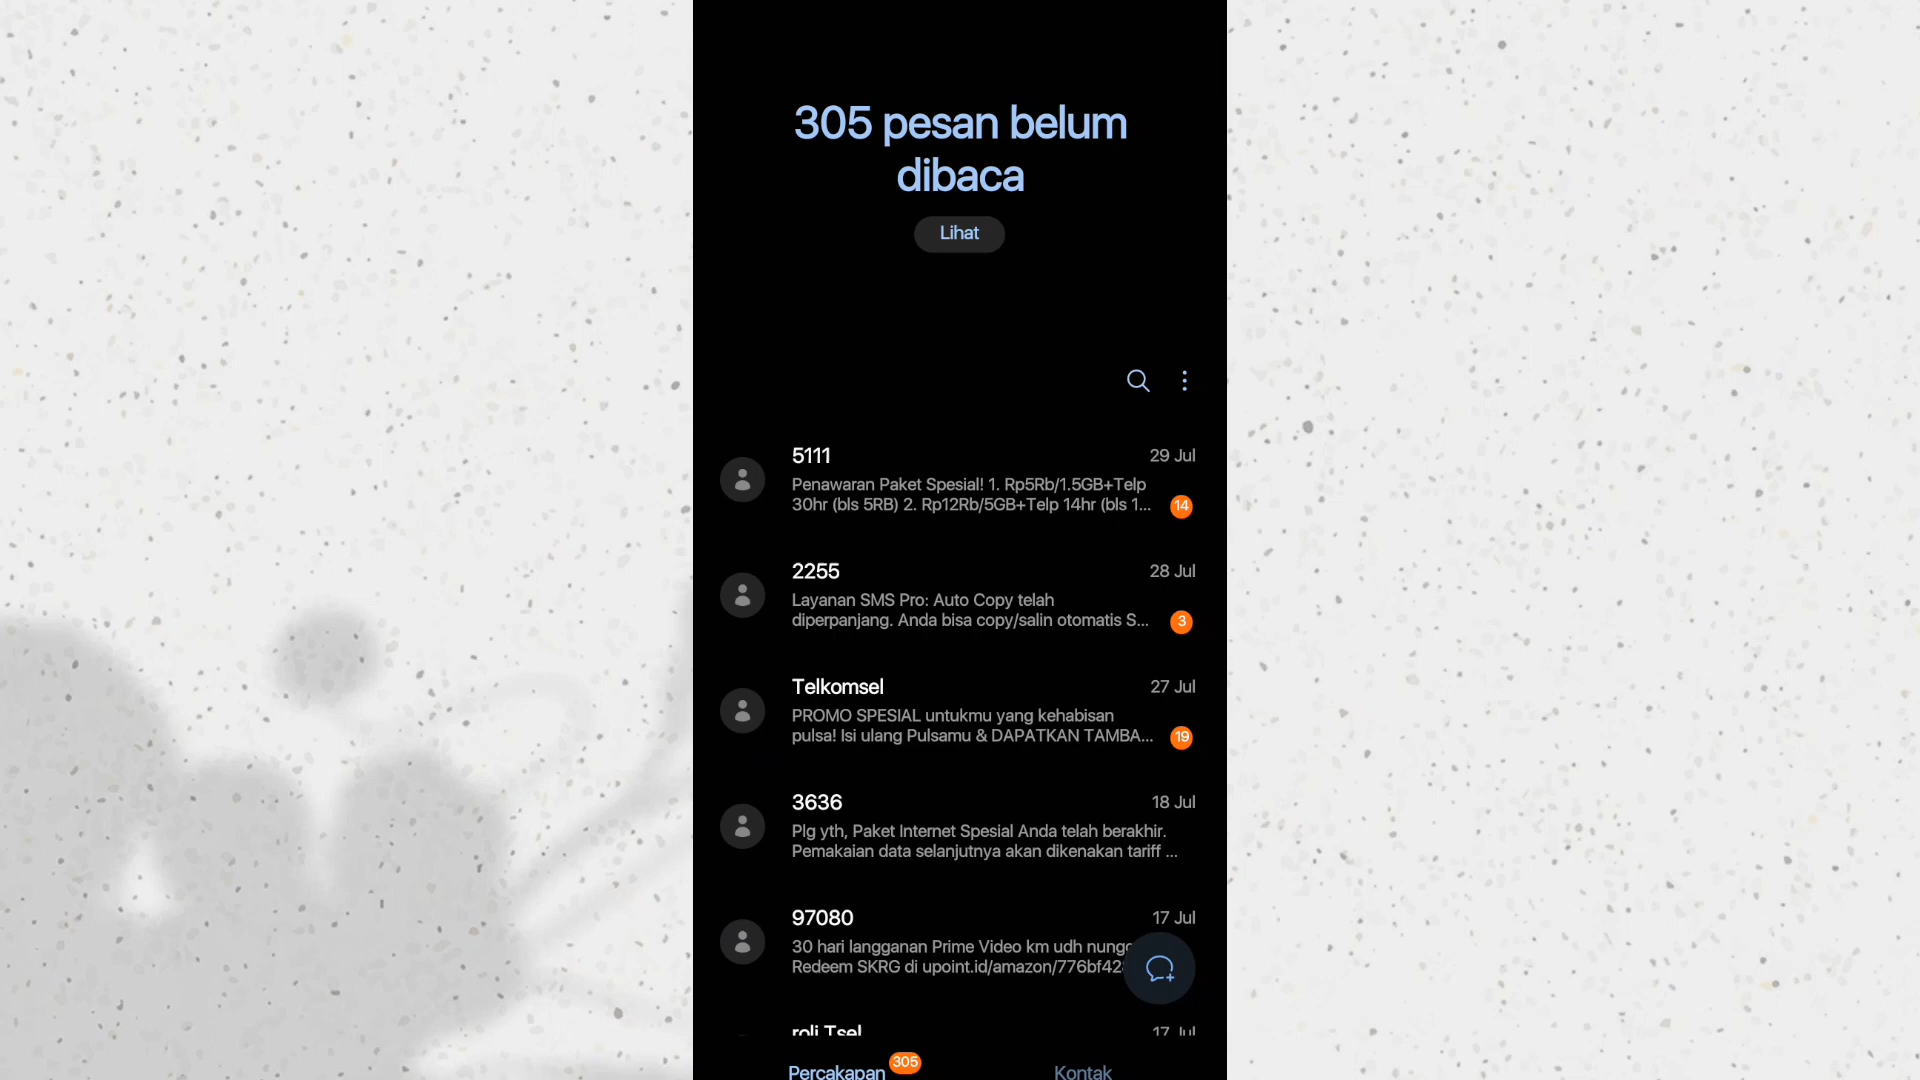 305 pesan belum
dibaca
Lihat
5111
29 Jul
Penawaran Paket Spesial! 1. Rp5Rb/1.5GB+Telp
30hr (bls 5RB) 2. Rp12Rb/5GB+Telp 14hr (bls 1...
14
2255
28 Jul
Layanan SMS Pro: Auto Copy telah
diperpanjang. Anda bisa copy/salin otomatis S...
3
Telkomsel
27 Jul
PROMO SPESIAL untukmu yang kehabisan
pulsa! Isi ulang Pulsamu & DAPATKAN TAMBA...
19
3636
18 Jul
Plg yth, Paket Internet Spesial Anda telah berakhir.
Pemakaian data selanjutnya akan dikenakan tariff ...
97080
17 Jul
30 hari langganan Prime Video km udh
Redeem SKRG di upoint.id/amazon/776bf42
roli Tsel
17 Jul
Percakapan
305
Kontak